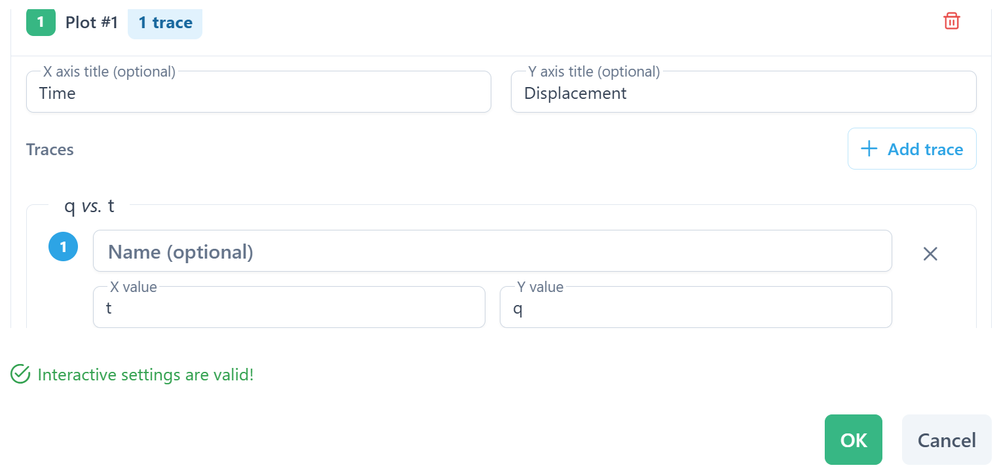 1 Plot #1 1 trace
X axis title (optional) Y axis title (optional)
Time Displacement
Traces + Add trace
q vs. t
1 Name (optional)
X value Y value
t q
Interactive settings are valid!
OK Cancel